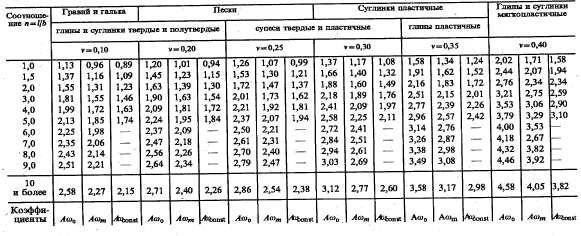 Соотноше-
ние n = l/b
Гравий и галька
Пески
Суглинки пластичные
Глины и суглинки
мягкопластичные
глины и суглинки твердые и полутвердые
супеси твердые и пластичные
глины пластичные
ν=0,10 ν = 0,20 ν = 0,25 ν = 0,30 ν = 0,35 ν = 0,40
1,0 1,13 0,96 0,89 1,20 1,01 0,94 1,26 1,07 0,99 1,37 1,17 1,08 1,58 1,34 1,24 2,02 1,71 1,58
1,5 1,37 1,16 1,09 1,45 1,23 1,15 1,53 1,30 1,21 1,66 1,40 1,32 1,91 1,62 1,52 2,44 2,07 1,94
2,0 1,55 1,31 1,23 1,63 1,39 1,30 1,72 1,47 1,37 1,88 1,60 1,49 2,16 1,83 1,72 2,76 2,34 2,34
3,0 1,81 1,55 1,46 1,90 1,63 1,54 2,01 1,73 1,62 2,18 1,89 1,76 2,51 2,15 2,01 3,21 2,75 2,59
4,0 1,99 1,72 1,63 2,09 1,81 1,72 2,21 1,92 1,81 2,41 2,09 1,97 2,77 2,39 2,26 3,53 3,06 2,90
5,0 2,13 1,85 1,74 2,24 1,95 1,84 2,37 2,07 1,94 2,58 2,25 2,11 2,96 2,57 2,42 3,79 3,29 3,10
6,0 2,25 1,98 — 2,37 2,09 — 2,50 2,21 — 2,72 2,41 — 3,14 2,76 — 4,00 3,53 —
7,0 2,35 2,06 — 2,47 2,18 — 2,61 2,31 — 2,84 2,51 — 3,26 2,87 — 4,18 2,67 —
8,0 2,43 2,14 — 2,56 2,26 — 2,70 2,40 — 2,94 2,61 — 3,38 2,98 — 4,32 3,82 —
9,0 2,51 2,21 — 2,64 2,34 — 2,79 2,47 — 3,03 2,69 — 3,49 3,08 — 4,46 3,92 —
10
и более 2,58 2,27 2,15 2,71 2,40 2,26 2,86 2,54 2,38 3,12 2,77 2,60 3,58 3,17 2,98 4,58 4,05 3,82
Коэффи-
циенты Aω₀ Aωm Aωconst Aω₀ Aωm Aωconst Aω₀ Aωm Aωconst Aω₀ Aωm Aωconst Aω₀ Aωm Aωconst Aω₀ Aωm Aωconst